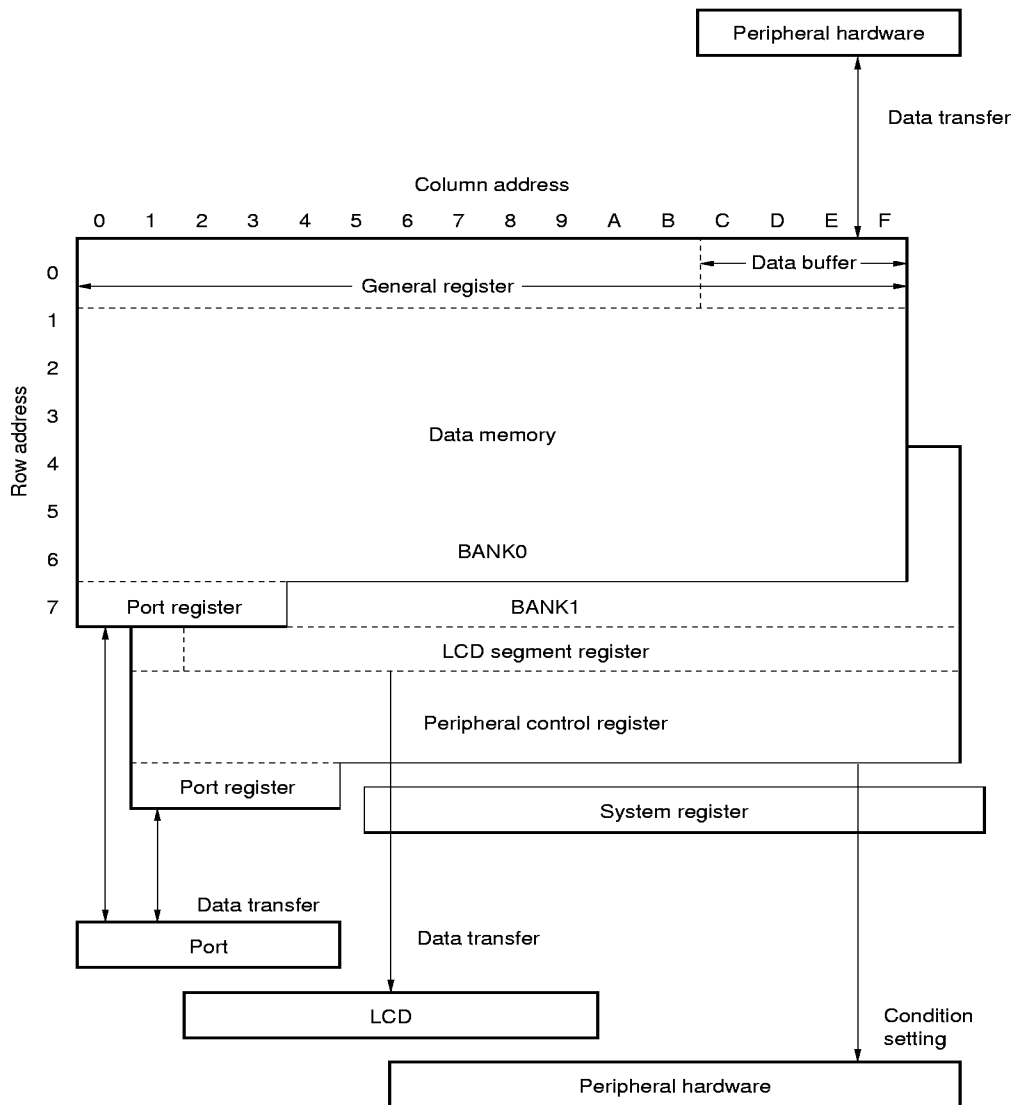 Peripheral hardware
Data transfer
Column address
0 1 2 3 4 5 6 7 8 9 A B C D E F
0
Data buffer
General register
1
2
3
Data memory
Row address
4
5
6
BANK0
7
Port register
BANK1
LCD segment register
Peripheral control register
Port register
System register
Data transfer
Port
Data transfer
LCD
Condition
setting
Peripheral hardware